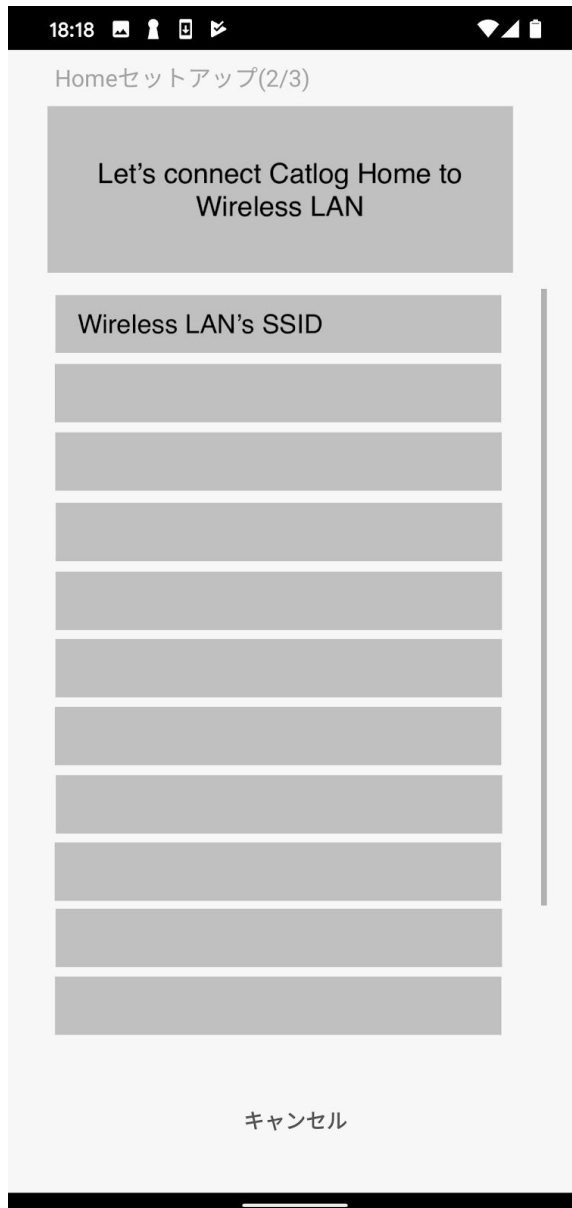 18:18
Homeセットアップ(2/3)
Let’s connect Catlog Home to
Wireless LAN
Wireless LAN’s SSID
キャンセル